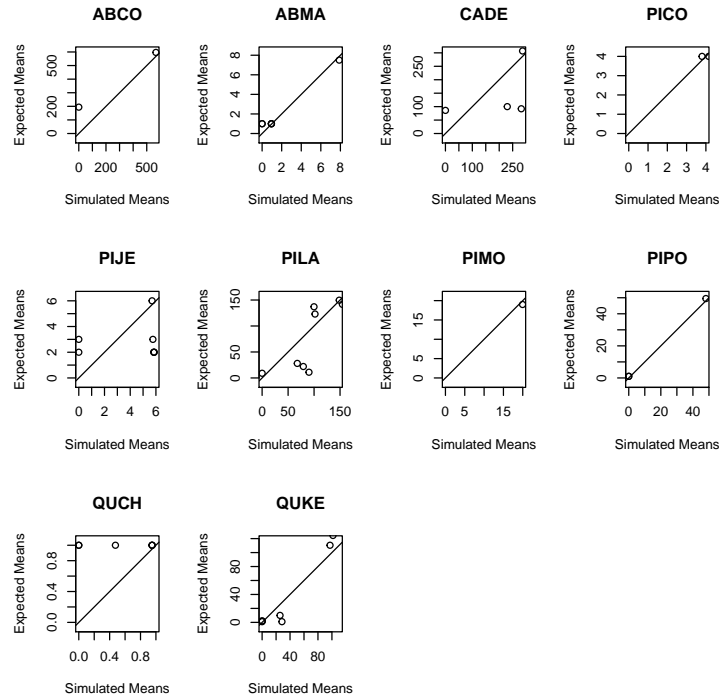 ABCO
Expected Means
0 200 500
0 200 500
Simulated Means
ABMA
Expected Means
0 2 4 6 8
0 2 4 6 8
Simulated Means
CADE
Expected Means
0 100 250
0 100 250
Simulated Means
PICO
Expected Means
0 1 2 3 4
0 1 2 3 4
Simulated Means
PIJE
Expected Means
0 2 4 6
0 2 4 6
Simulated Means
PILA
Expected Means
0 50 150
0 50 150
Simulated Means
PIMO
Expected Means
0 5 15
0 5 15
Simulated Means
PIPO
Expected Means
0 20 40
0 20 40
Simulated Means
QUCH
Expected Means
0.0 0.4 0.8
0.0 0.4 0.8
Simulated Means
QUKE
Expected Means
0 40 80
0 40 80
Simulated Means